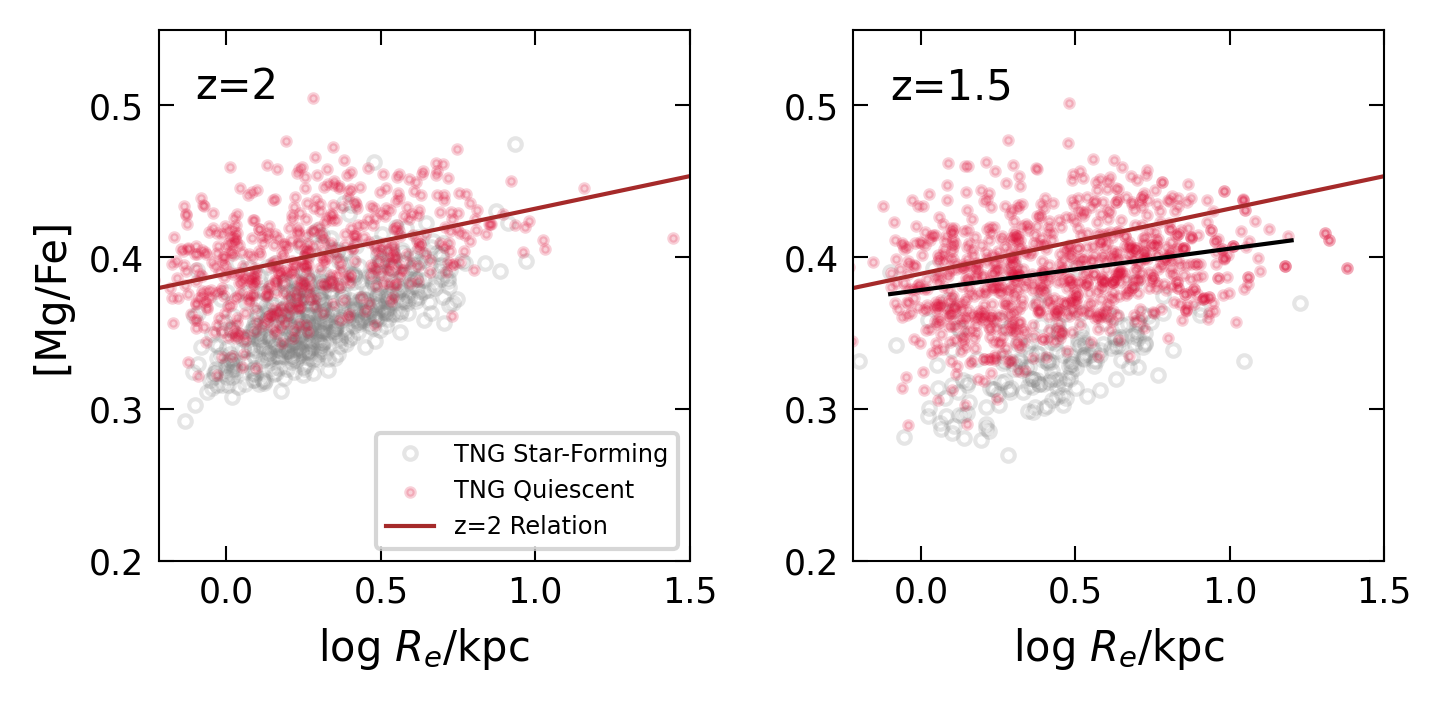 z=2
z=1.5
[Mg/Fe]
0.5
0.4
0.3
0.2
0.5
0.4
0.3
0.2
TNG Star-Forming
TNG Quiescent
z=2 Relation
0.0 0.5 1.0 1.5
0.0 0.5 1.0 1.5
log Re/kpc
log Re/kpc